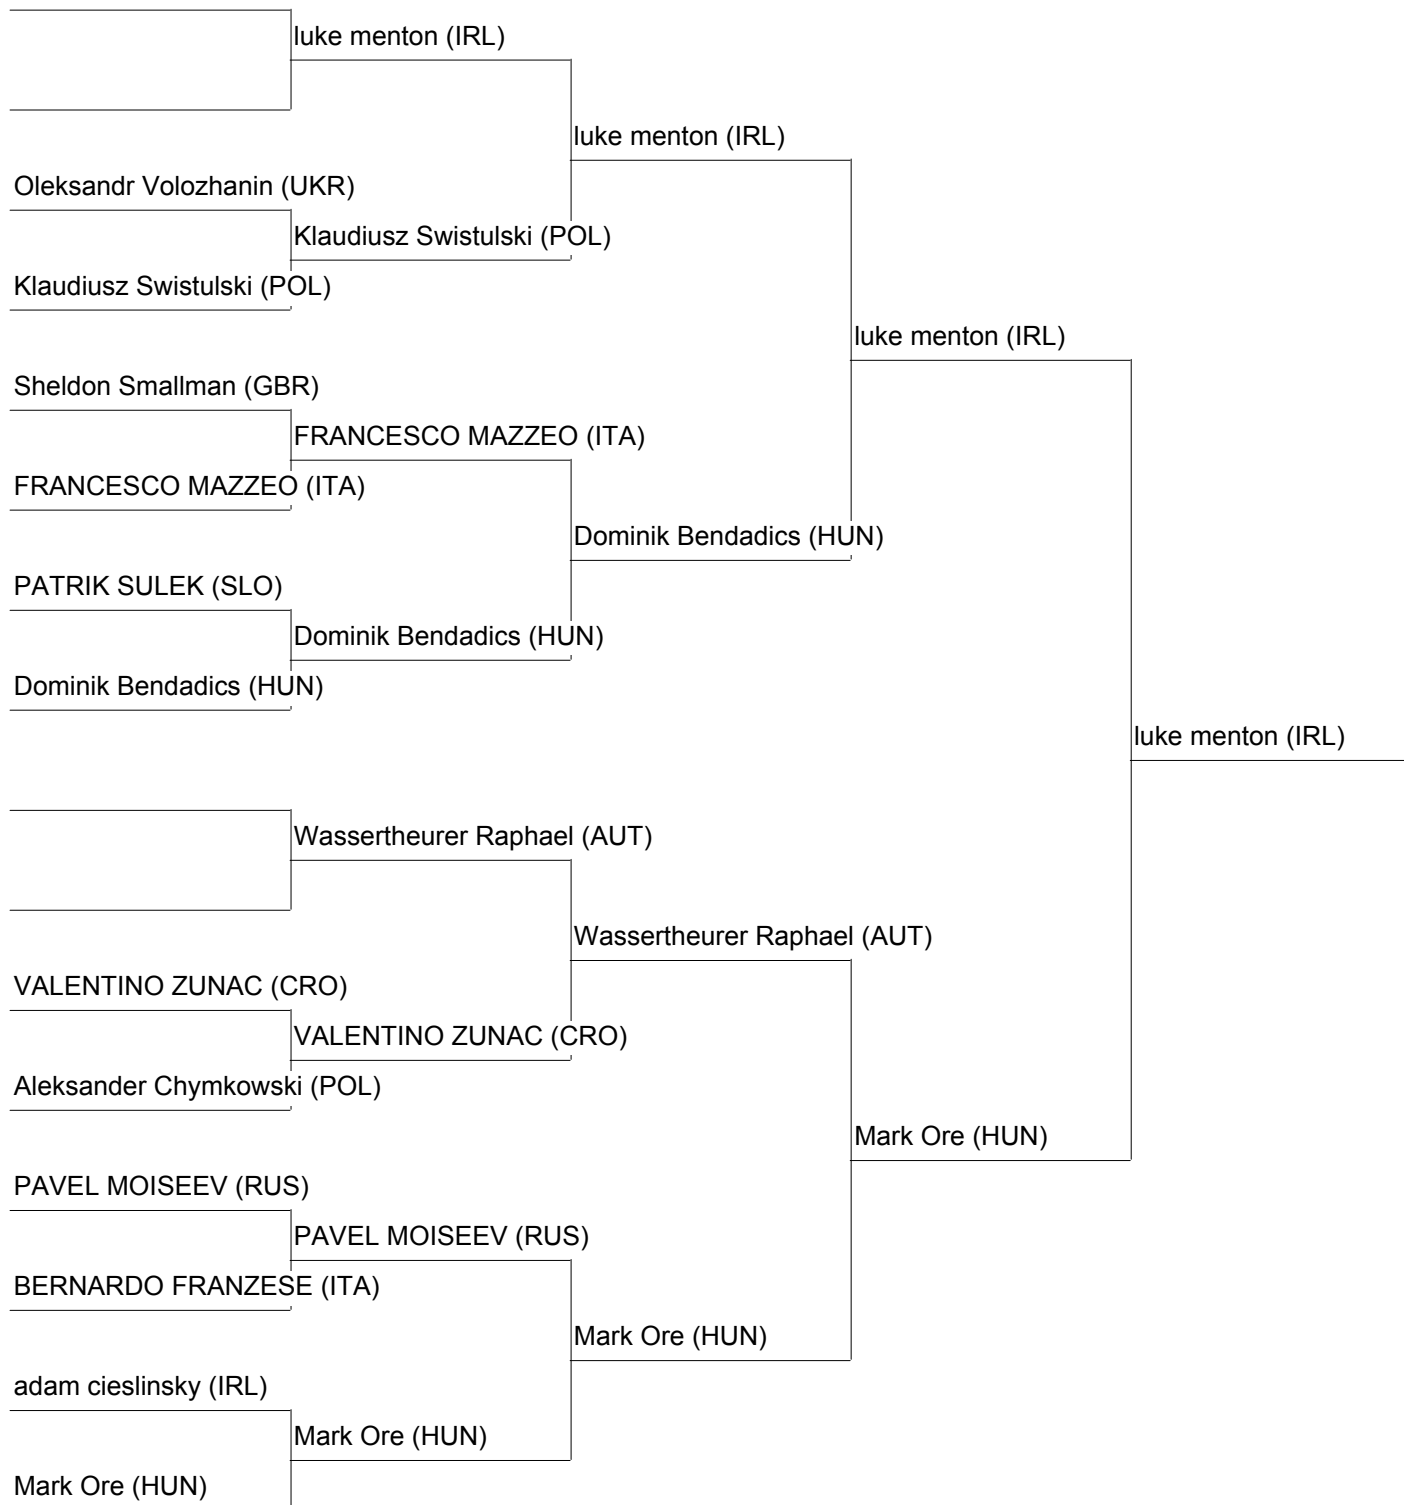 luke menton (IRL)
luke menton (IRL)
Oleksandr Volozhanin (UKR)
Klaudiusz Swistulski (POL)
Klaudiusz Swistulski (POL)
luke menton (IRL)
Sheldon Smallman (GBR)
FRANCESCO MAZZEO (ITA)
FRANCESCO MAZZEO (ITA)
Dominik Bendadics (HUN)
PATRIK SULEK (SLO)
Dominik Bendadics (HUN)
Dominik Bendadics (HUN)
luke menton (IRL)
Wassertheurer Raphael (AUT)
Wassertheurer Raphael (AUT)
VALENTINO ZUNAC (CRO)
VALENTINO ZUNAC (CRO)
Aleksander Chymkowski (POL)
Mark Ore (HUN)
PAVEL MOISEEV (RUS)
PAVEL MOISEEV (RUS)
BERNARDO FRANZESE (ITA)
Mark Ore (HUN)
adam cieslinsky (IRL)
Mark Ore (HUN)
Mark Ore (HUN)